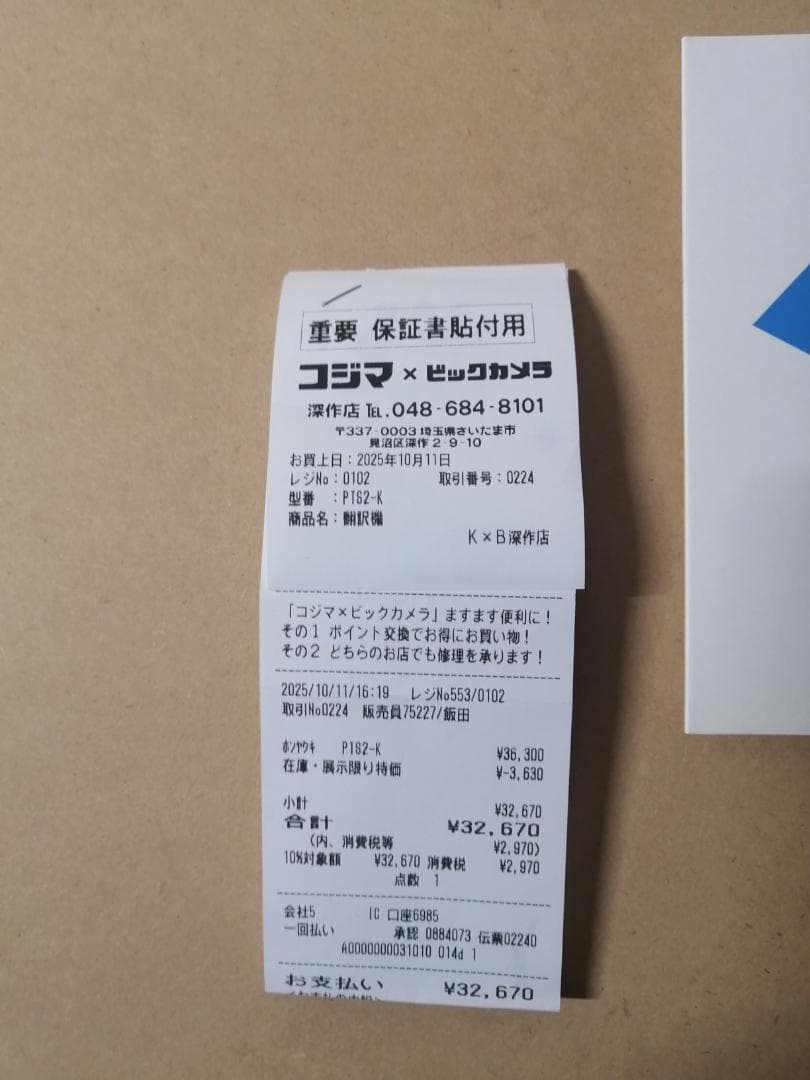 重要 保証書貼付用
コジマ×ビックカメラ
深作店 TEL.048-684-8101
〒337-0003 埼玉県さいたま市
見沼区深作2-9-10
お買上日：2025年10月11日
レジNo：0102 取引番号：0224
型番 ：PTS2-K
商品名：翻訳機
K×B深作店
「コジマ×ビックカメラ」ますます便利に！
その1 ポイント交換でお得にお買い物！
その2 どちらのお店でも修理を承ります！
2025/10/11/16:19 レジNo553/0102
取引No0224 販売員75227/飯田
ﾎﾝﾔｸｷ PTS2-K ¥36,300
在庫・展示限り特価 ¥-3,630
小計 ¥32,670
合計 ¥32,670
(内、消費税等 ¥2,970)
10%対象額 ¥32,670 消費税 ¥2,970
点数 1
会社5 IC 口座6985
一回払い 承認 0884073 伝票02240
A0000000031010 014d 1
お支払い ¥32,670